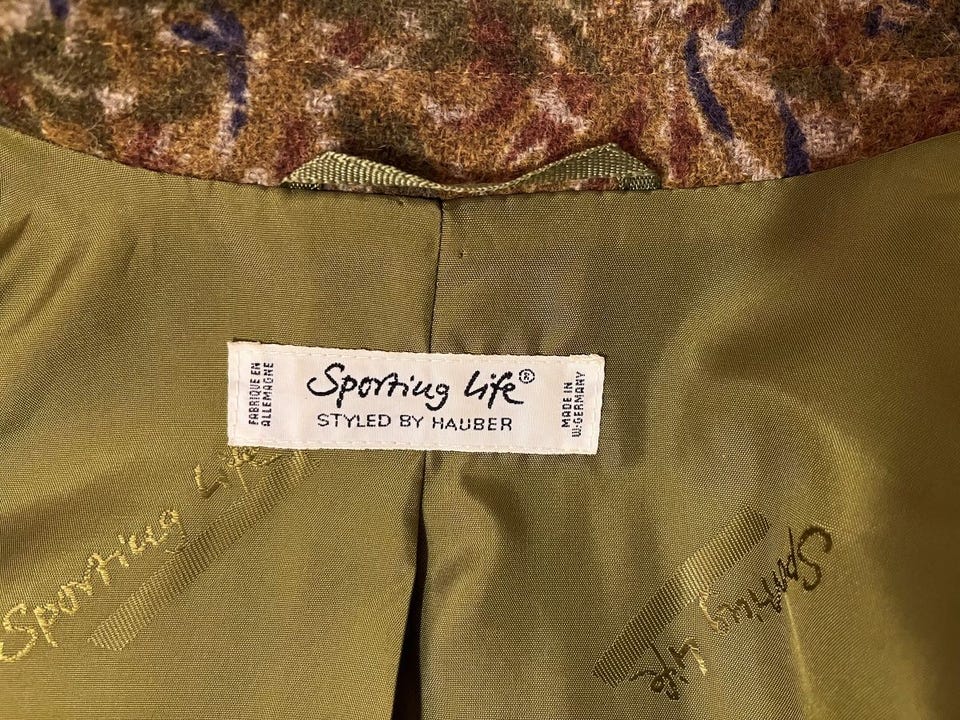 FABRIQUE EN
ALLEMAGNE
Sporting Life®
STYLED BY HAUBER
MADE IN
W.-GERMANY
Sporting Life
Sporting Life